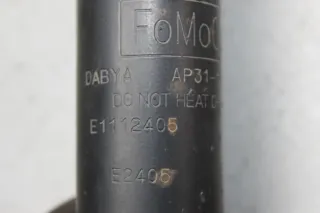 FoMoC
DABYA AP31-
DO NOT HEAT O
E1112405
E2405